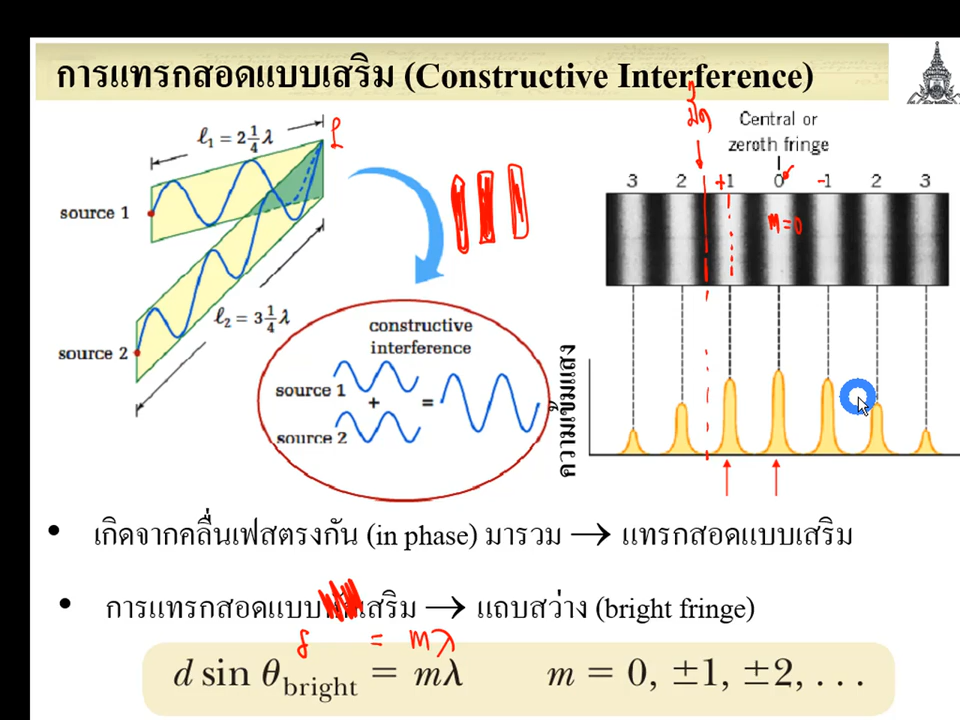 การแทรกสอดแบบเสริม (Constructive Interference)
ℓ₁ = 2¼λ
P
source 1
ℓ₂ = 3¼λ
source 2
constructive
interference
source 1
+
=
source 2
มืด
Central or
zeroth fringe
3 2 +1 0 -1 2 3
m=0
ความเข้มแสง
• เกิดจากคลื่นเฟสตรงกัน (in phase) มารวม → แทรกสอดแบบเสริม
• การแทรกสอดแบบเสริม → แถบสว่าง (bright fringe)
δ = mλ
d sin θbright = mλ m = 0, ±1, ±2, . . .